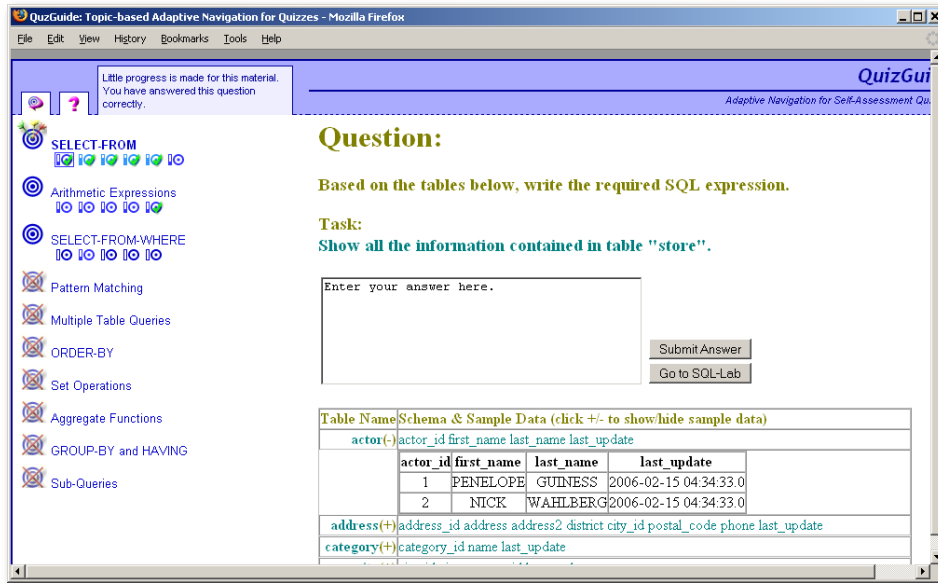 QuzGuide: Topic-based Adaptive Navigation for Quizzes - Mozilla Firefox
File Edit View History Bookmarks Tools Help
Little progress is made for this material.
You have answered this question
correctly.
QuizGui
Adaptive Navigation for Self-Assessment Qu
?
SELECT-FROM
Arithmetic Expressions
SELECT-FROM-WHERE
Pattern Matching
Multiple Table Queries
ORDER-BY
Set Operations
Aggregate Functions
GROUP-BY and HAVING
Sub-Queries
Question:
Based on the tables below, write the required SQL expression.
Task:
Show all the information contained in table "store".
Enter your answer here.
Submit Answer
Go to SQL-Lab
Table Name Schema & Sample Data (click +/- to show/hide sample data)
actor(-) actor_id first_name last_name last_update
actor_id first_name last_name last_update
1 PENELOPE GUINESS 2006-02-15 04:34:33.0
2 NICK WAHLBERG 2006-02-15 04:34:33.0
address(+) address_id address address2 district city_id postal_code phone last_update
category(+) category_id name last_update